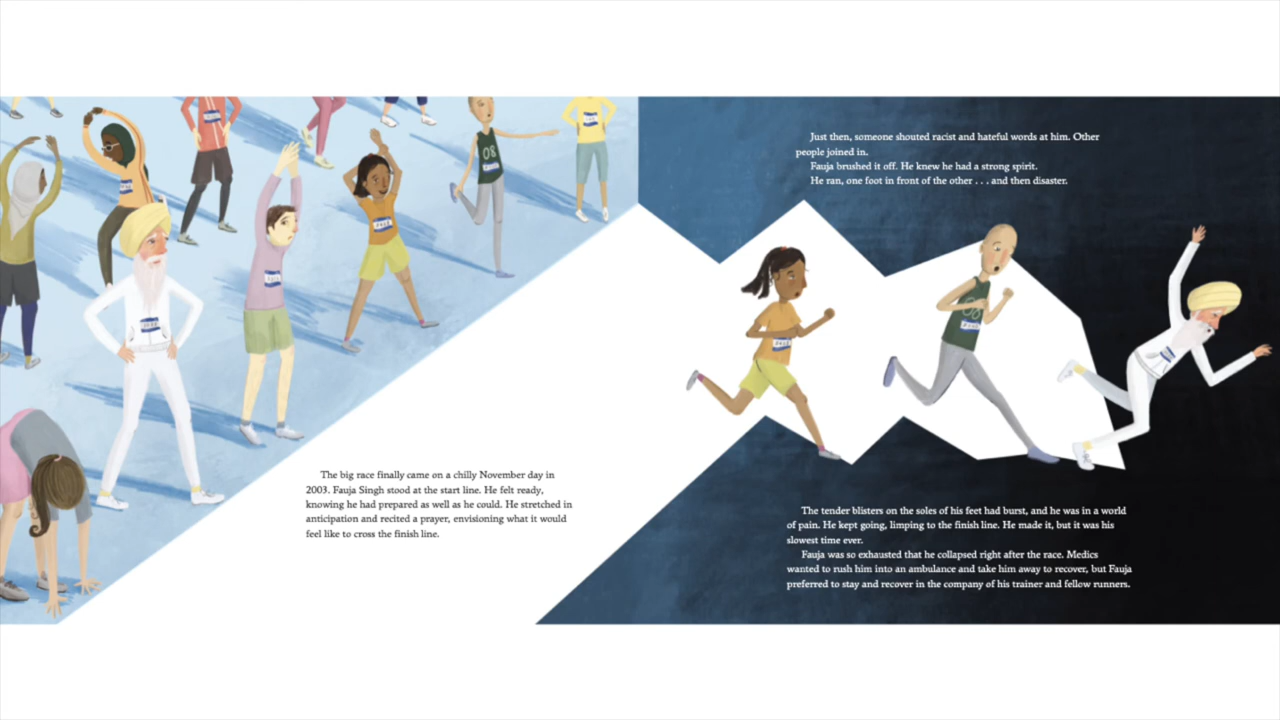 The big race finally came on a chilly November day in
2003. Fauja Singh stood at the start line. He felt ready,
knowing he had prepared as well as he could. He stretched in
anticipation and recited a prayer, envisioning what it would
feel like to cross the finish line.
Just then, someone shouted racist and hateful words at him. Other
people joined in.
Fauja brushed it off. He knew he had a strong spirit.
He ran, one foot in front of the other . . . and then disaster.
The tender blisters on the soles of his feet had burst, and he was in a world
of pain. He kept going, limping to the finish line. He made it, but it was his
slowest time ever.
Fauja was so exhausted that he collapsed right after the race. Medics
wanted to rush him into an ambulance and take him away to recover, but Fauja
preferred to stay and recover in the company of his trainer and fellow runners.
08
08